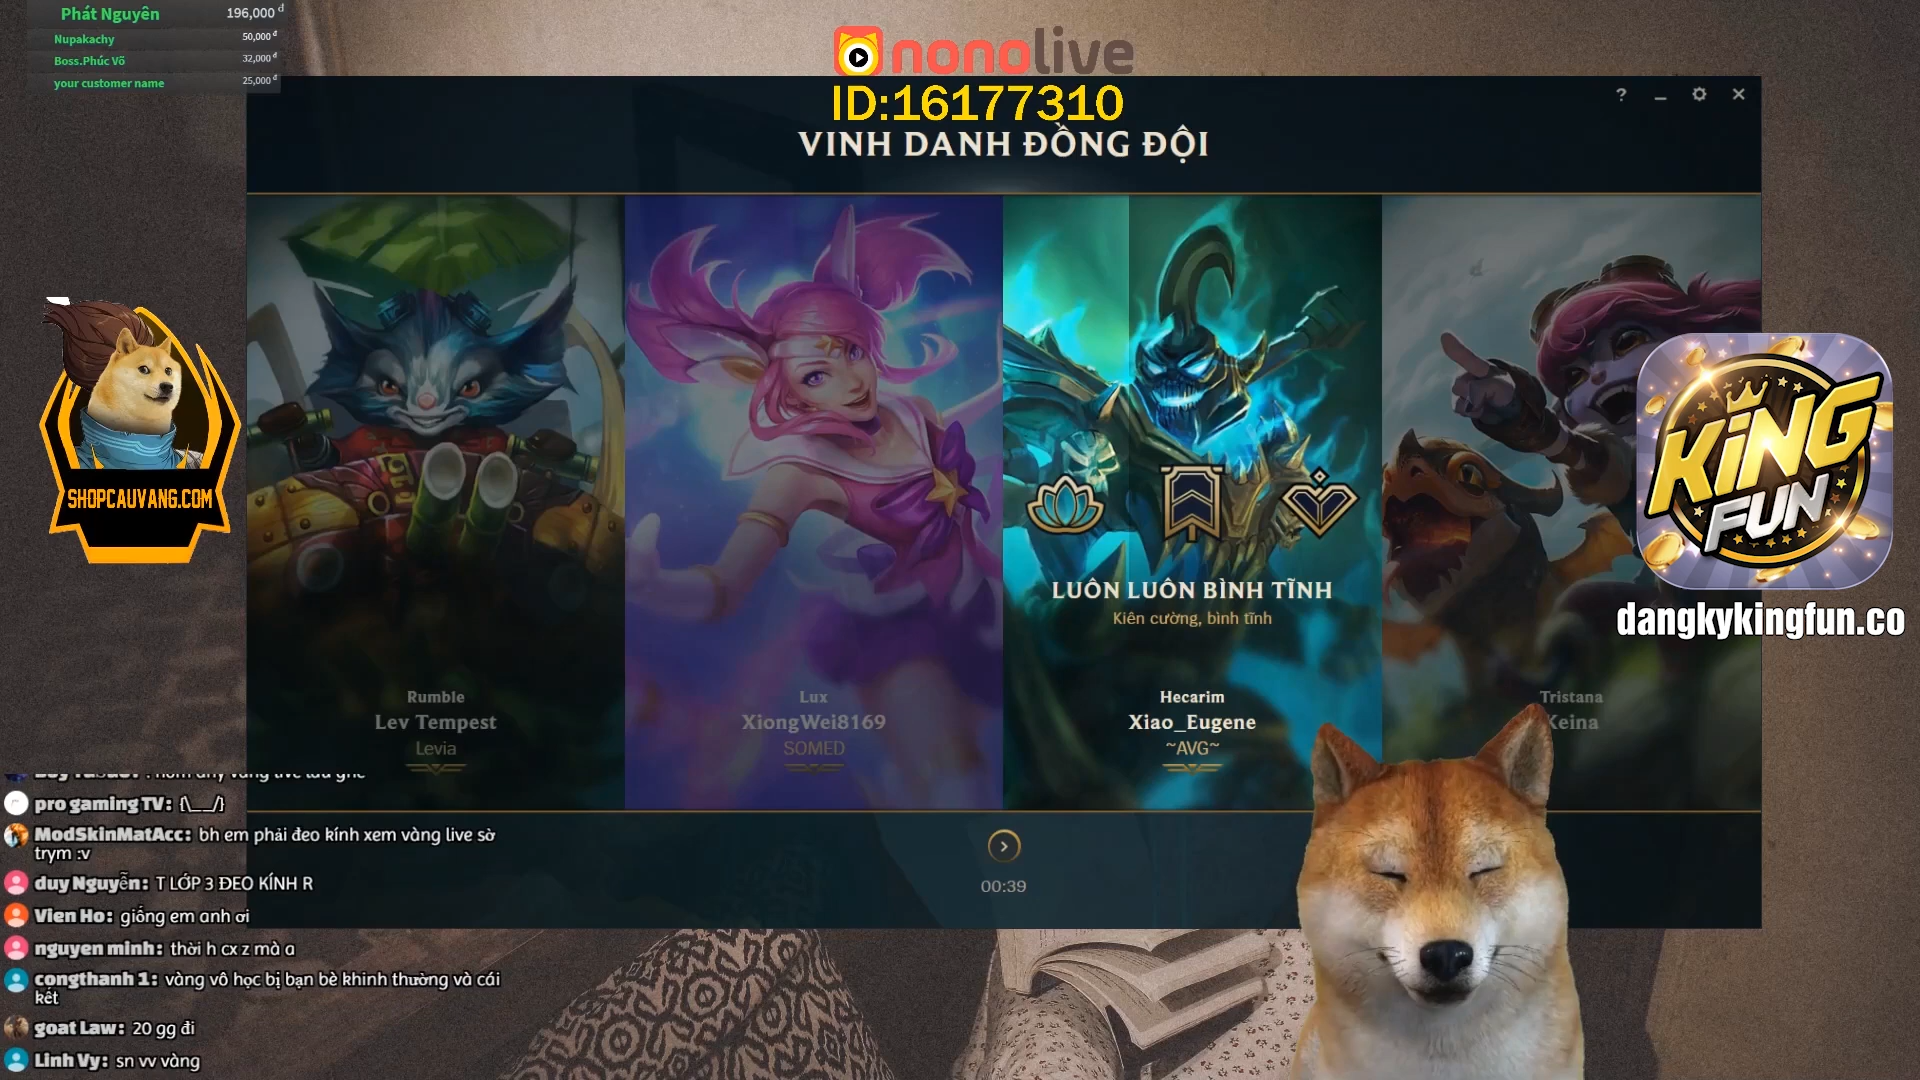 Phát Nguyên 196,000 đ
Nupakachy 50,000 đ
Boss.Phúc Võ 32,000 đ
your customer name 25,000 đ
nonolive
ID:16177310
VINH DANH ĐỒNG ĐỘI
SHOPCAUVANG.COM
KING
FUN
dangkykingfun.co
LUÔN LUÔN BÌNH TĨNH
Kiên cường, bình tĩnh
Rumble
Lev Tempest
Levia
Lux
XiongWei8169
SOMED
Hecarim
Xiao_Eugene
~AVG~
Tristana
Keina
00:39
pro gaming TV: {\__/}
ModSkinMatAcc: bh em phải đeo kính xem vàng live sờ
trym :v
duy Nguyễn: T LỚP 3 ĐEO KÍNH R
Vien Ho: giống em anh ơi
nguyen minh: thời h cx z mà a
congthanh 1: vàng vô học bị bạn bè khinh thường và cái
kết
goat Law: 20 gg đi
Linh Vy: sn vv vàng